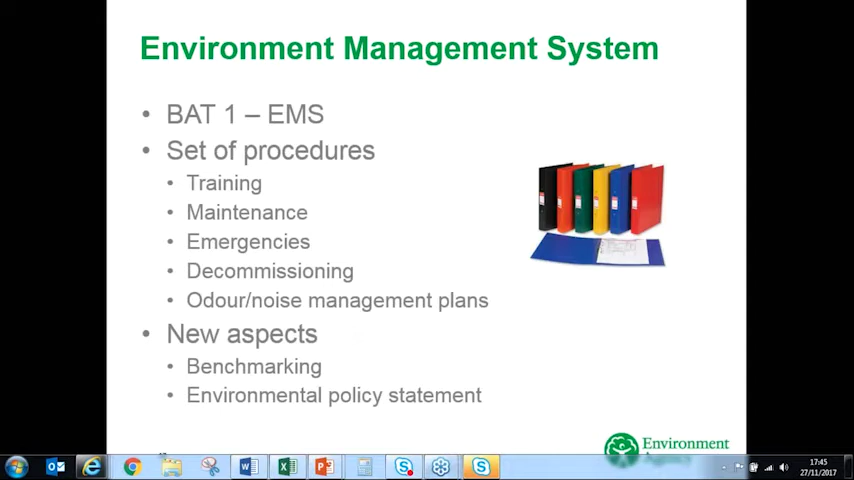 Environment Management System
• BAT 1 – EMS
• Set of procedures
• Training
• Maintenance
• Emergencies
• Decommissioning
• Odour/noise management plans
• New aspects
• Benchmarking
• Environmental policy statement
Environment
Agency
17:45
27/11/2017